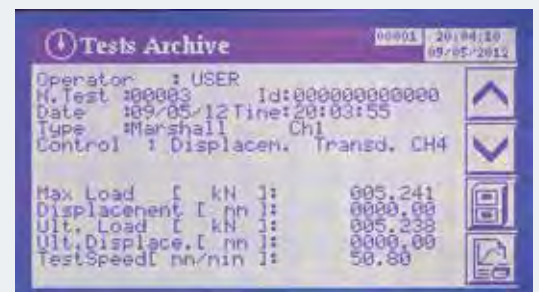 Tests Archive
00001 20:04:10
09/05/2012
Operator : USER
N.Test :00003 Id:000000000000
Date :09/05/12 Time:20:03:55
Type :Marshall Ch1
Control : Displacem. Transd. CH4
Max Load [ kN ]: 005.241
Displacement [ mm ]: 0000.00
Ult. Load [ kN ]: 005.238
Ult.Displace.[ mm ]: 0000.00
TestSpeed[ mm/min ]: 50.80